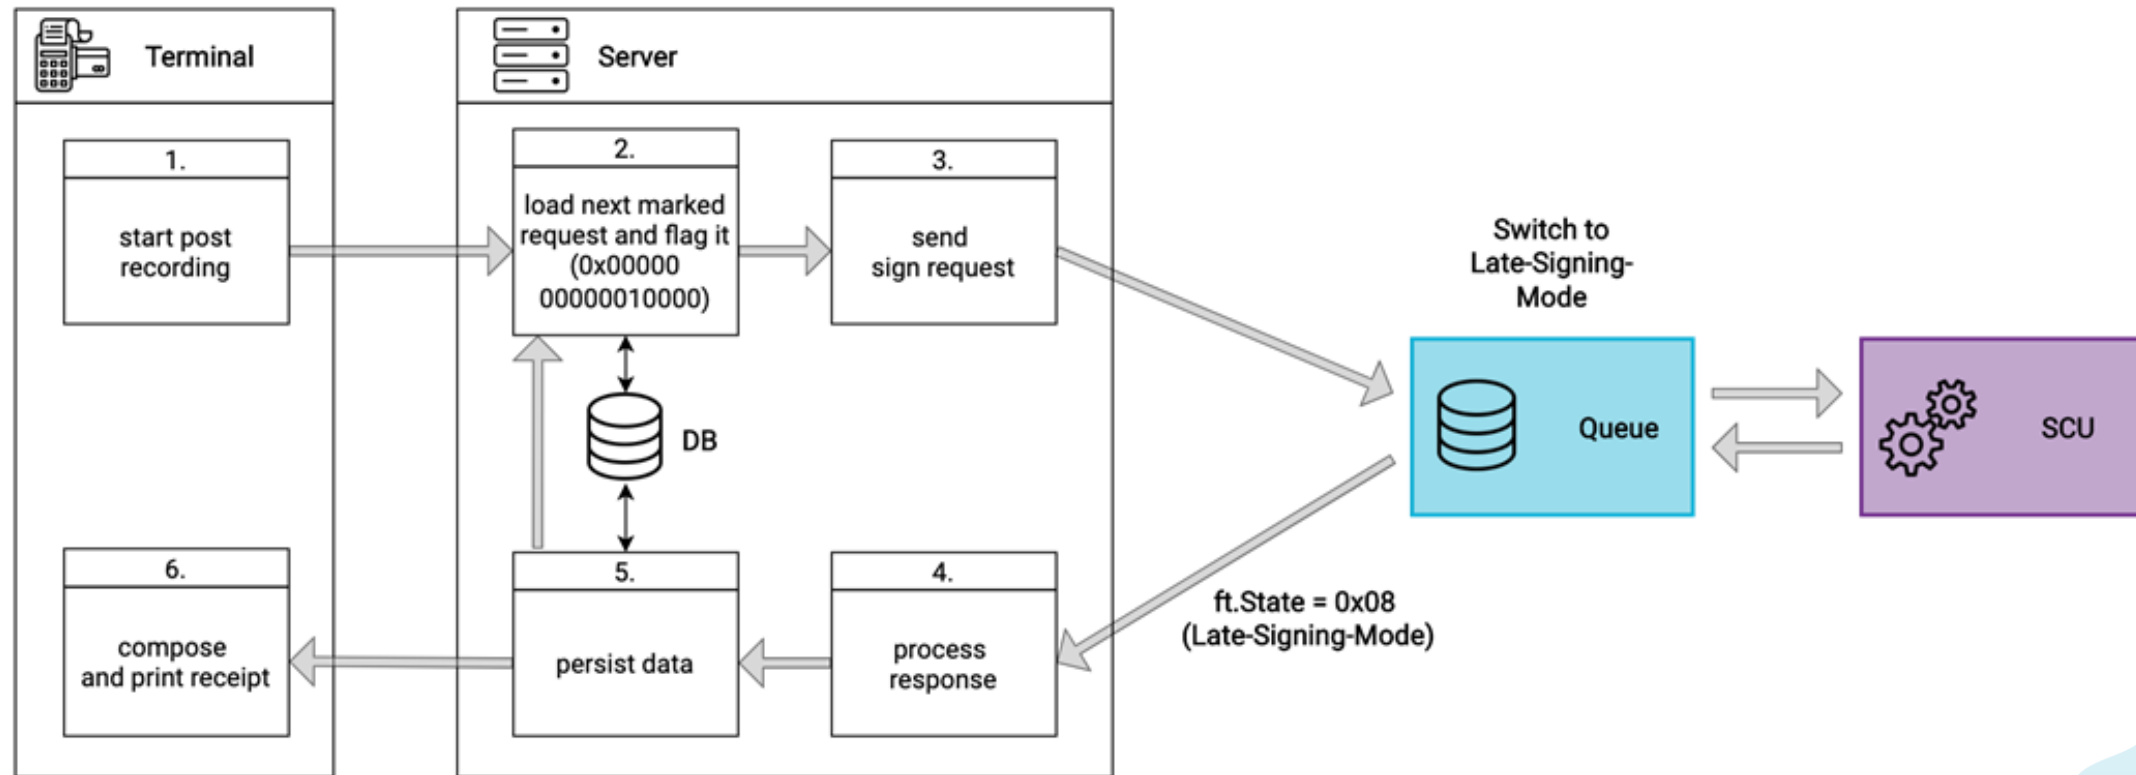 Terminal
Server
1.
start post
recording
2.
load next marked
request and flag it
(0x00000
00000010000)
3.
send
sign request
Switch to
Late-Signing-
Mode
Queue
SCU
DB
6.
compose
and print receipt
5.
persist data
4.
process
response
ft.State = 0x08
(Late-Signing-Mode)